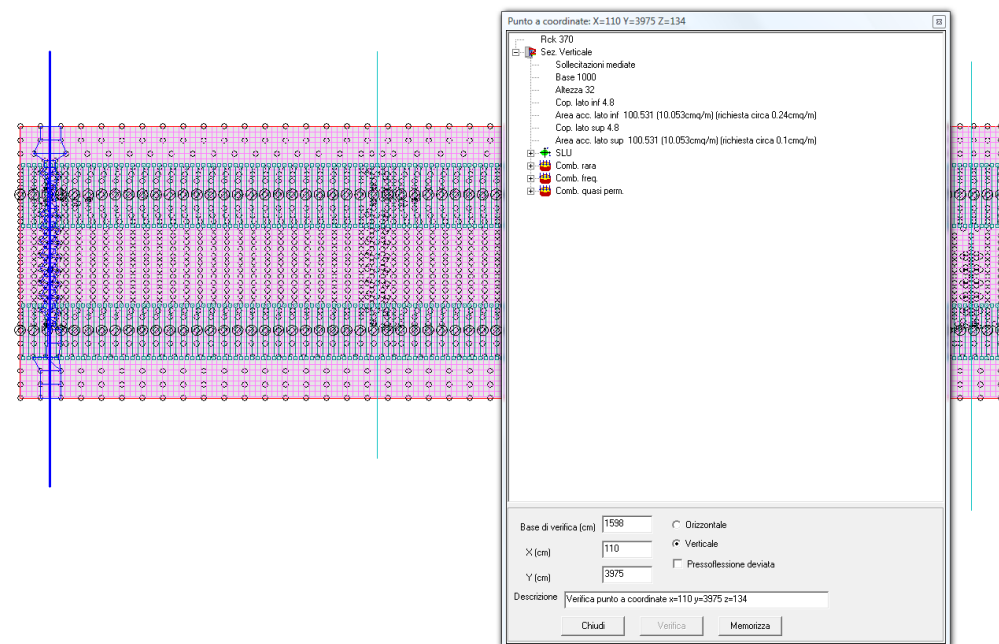 Punto a coordinate: X=110 Y=3975 Z=134
Rck 370
Sez. Verticale
Sollecitazioni mediate
Base 1000
Altezza 32
Cop. lato inf 4.8
Area acc. lato inf 100.531 (10.053cmq/m) (richiesta circa 0.24cmq/m)
Cop. lato sup 4.8
Area acc. lato sup 100.531 (10.053cmq/m) (richiesta circa 0.1cmq/m)
SLU
Comb. rara
Comb. freq.
Comb. quasi perm.
Base di verifica (cm) 1598
Orizzontale
X (cm) 110
Verticale
Pressoflessione deviata
Y (cm) 3975
Descrizione Verifica punto a coordinate x=110 y=3975 z=134
Chiudi Verifica Memorizza